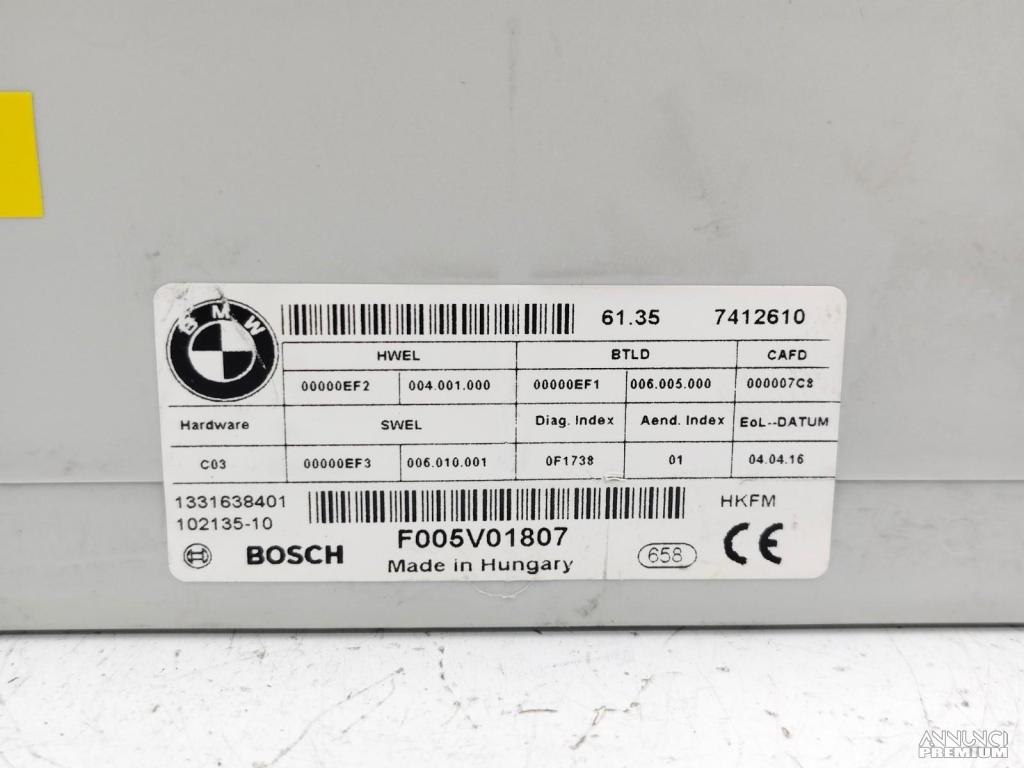 BMW
61.35 7412610
HWEL BTLD CAFD
00000EF2 004.001.000 00000EF1 006.005.000 000007C8
Hardware SWEL Diag. Index Aend. Index EoL--DATUM
C03 00000EF3 006.010.001 0F1738 01 04.04.16
1331638401 HKFM
102135-10
BOSCH F005V01807 658 CE
Made in Hungary
ANNUNCI
PREMIUM